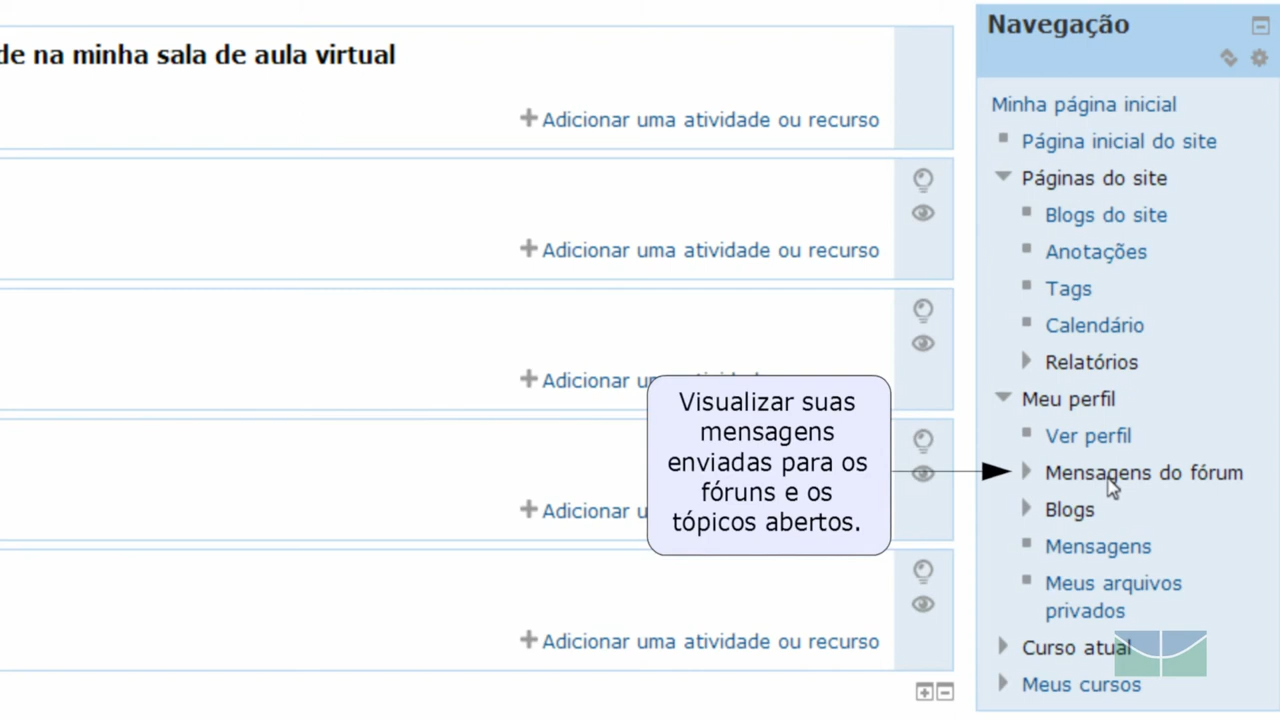 de na minha sala de aula virtual
Adicionar uma atividade ou recurso
Adicionar uma atividade ou recurso
Adicionar u
Adicionar u
Adicionar uma atividade ou recurso
Visualizar suas
mensagens
enviadas para os
fóruns e os
tópicos abertos.
Navegação
Minha página inicial
Página inicial do site
Páginas do site
Blogs do site
Anotações
Tags
Calendário
Relatórios
Meu perfil
Ver perfil
Mensagens do fórum
Blogs
Mensagens
Meus arquivos
privados
Curso atual
Meus cursos